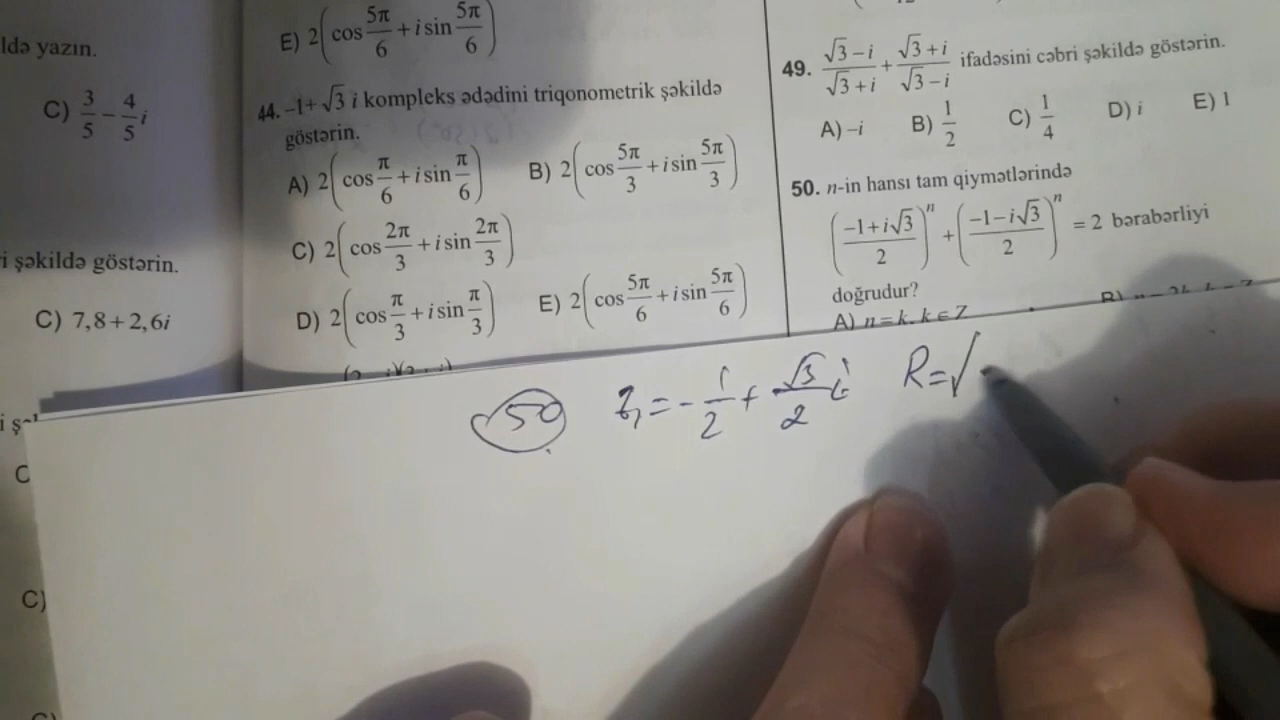 ldə yazın.
C) 3/5 − 4/5 i
i şəkildə göstərin.
C) 7,8 + 2,6i
C
C)
E) 2(cos 5π/6 + i sin 5π/6)
44. −1+ √3 i kompleks ədədini triqonometrik şəkildə
göstərin.
A) 2(cos π/6 + i sin π/6) B) 2(cos 5π/3 + i sin 5π/3)
C) 2(cos 2π/3 + i sin 2π/3)
D) 2(cos π/3 + i sin π/3) E) 2(cos 5π/6 + i sin 5π/6)
49. (√3 − i)/(√3 + i) + (√3 + i)/(√3 − i) ifadəsini cəbri şəkildə göstərin.
A) −i B) 1/2 C) 1/4 D) i E) 1
50. n-in hansı tam qiymətlərində
((−1+i√3)/2)^n + ((−1−i√3)/2)^n = 2 bərabərliyi
doğrudur?
A) n = k, k ∈ Z
50 z₁ = − 1/2 + √3/2 i R = √